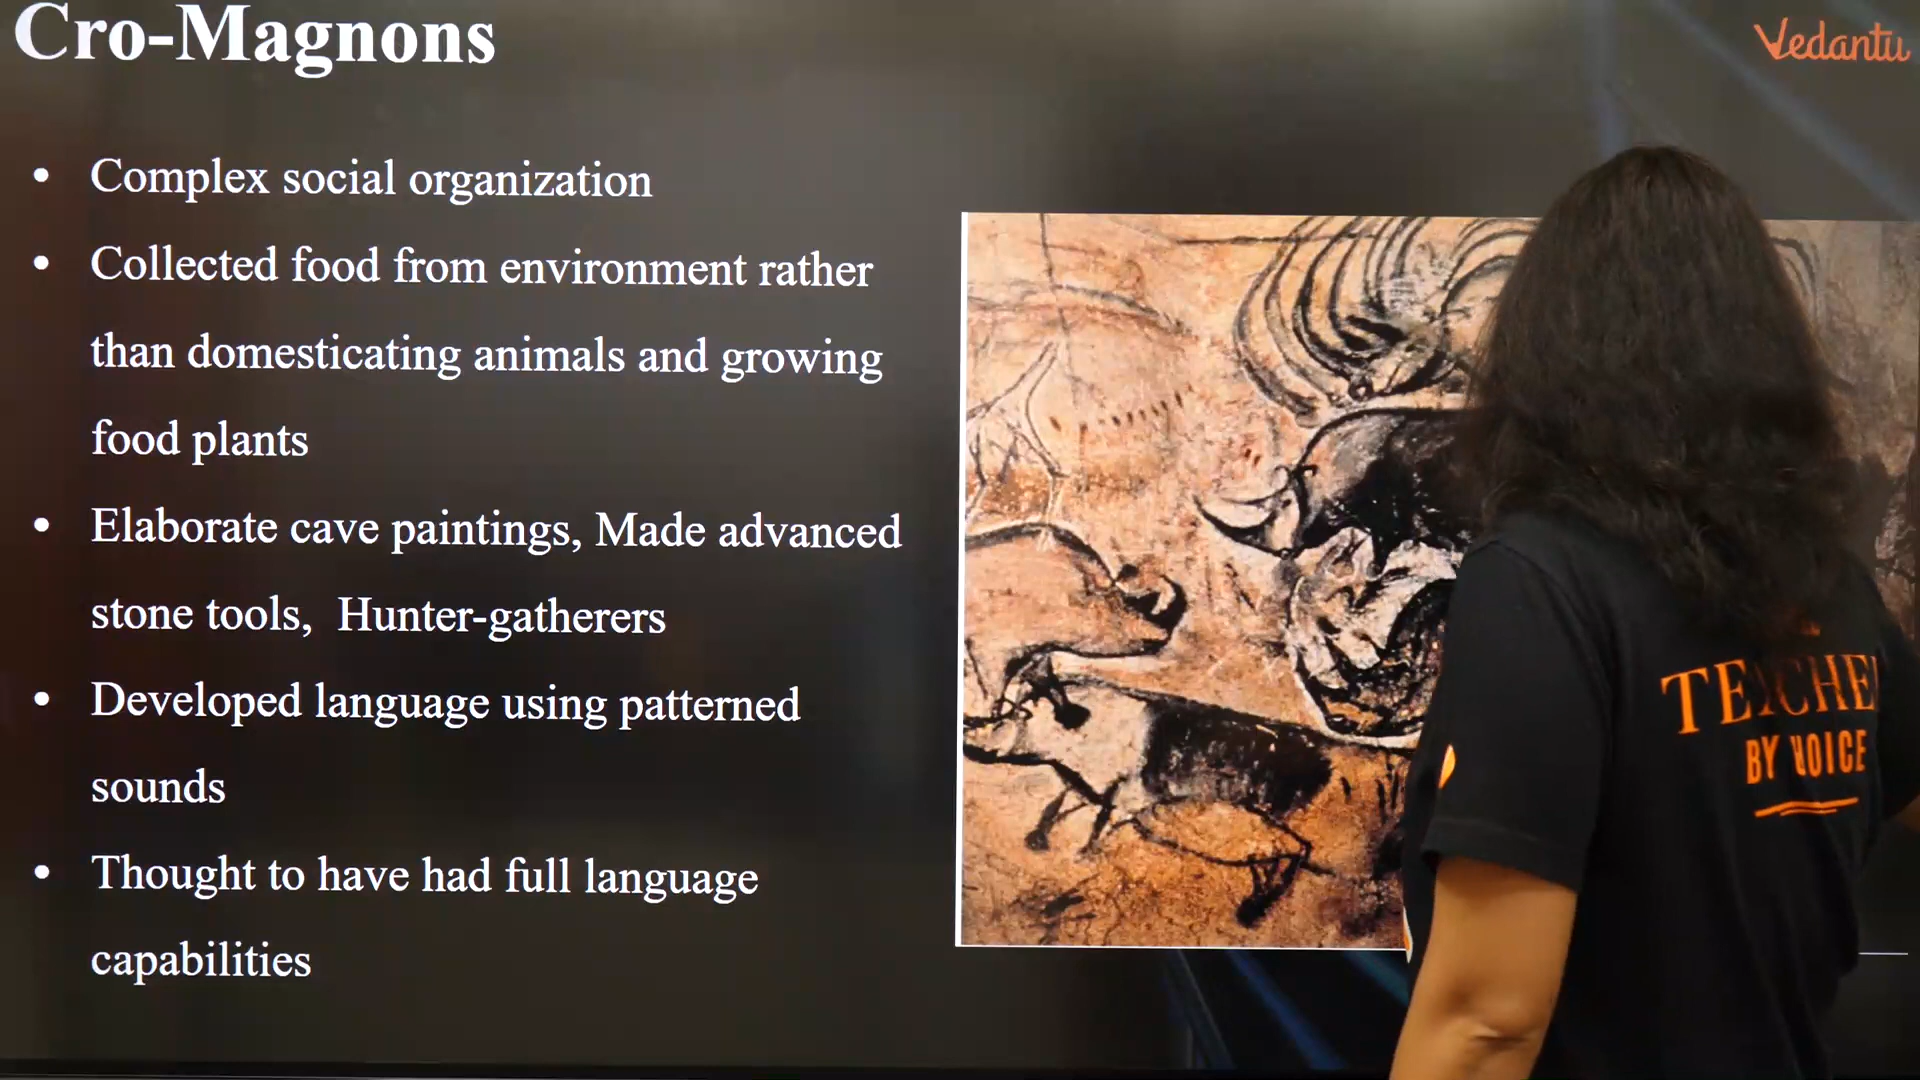 Cro-Magnons
Vedantu
• Complex social organization
• Collected food from environment rather
than domesticating animals and growing
food plants
• Elaborate cave paintings, Made advanced
stone tools, Hunter-gatherers
• Developed language using patterned
sounds
• Thought to have had full language
capabilities
BY